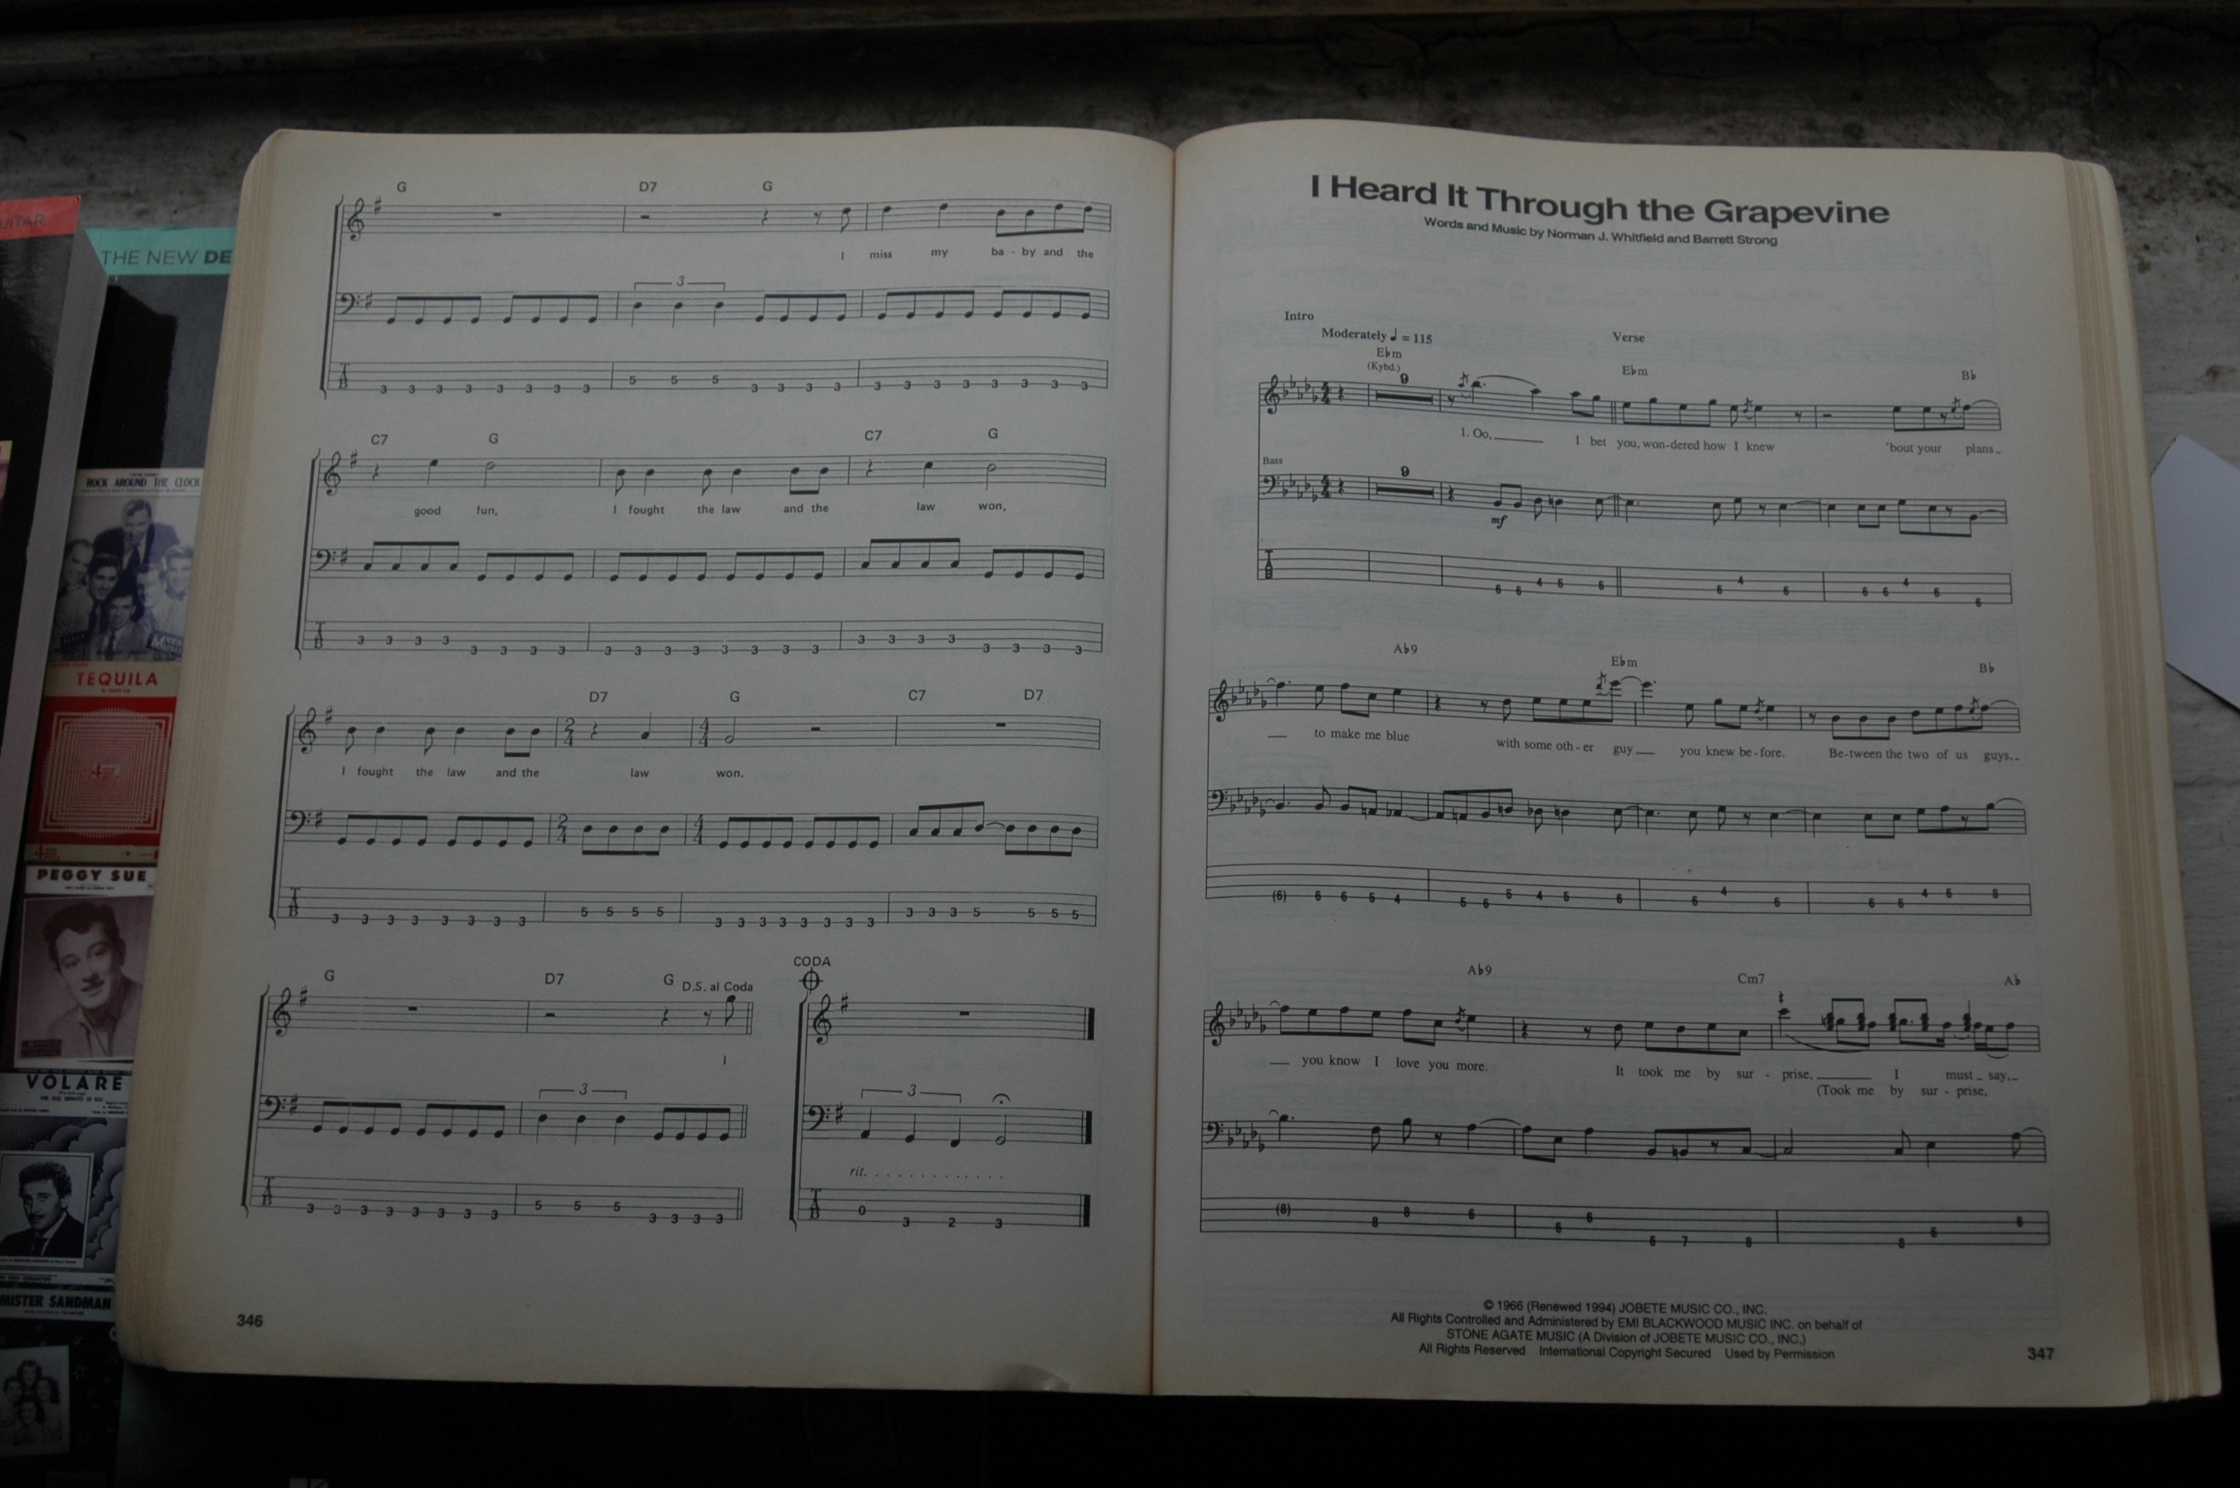 UITAR
THE NEW DE
ROCK AROUND THE CLOCK
TEQUILA
PEGGY SUE
VOLARE
MISTER SANDMAN
G D7 G
I miss my ba - by and the
3
3 3 3 3 3 3 3 3 5 5 5 3 3 3 3 3 3 3 3 3 3 3 3
C7 G C7 G
good fun, I fought the law and the law won,
3 3 3 3 3 3 3 3 3 3 3 3 3 3 3 3 3 3 3 3 3 3 3 3
D7 G C7 D7
2/4 4/4
I fought the law and the law won.
2/4 4/4
3 3 3 3 3 3 3 3 5 5 5 5 3 3 3 3 3 3 3 3 3 3 3 5 5 5 5
G D7 G D.S. al Coda CODA
I
3 3
rit.
3 3 3 3 3 3 3 3 5 5 5 3 3 3 3 0 3 2 3
346
I Heard It Through the Grapevine
Words and Music by Norman J. Whitfield and Barrett Strong
Intro
Moderately ♩ = 115
Verse
E♭m
(Kybd.)
E♭m B♭
9
1. Oo, I bet you, won-dered how I knew 'bout your plans
Bass
9
mf
6 6 4 5 6 6 4 6 6 6 4 6 6
A♭9 E♭m B♭
to make me blue with some oth - er guy you knew be - fore. Be-tween the two of us guys,
(6) 6 6 5 4 5 6 5 4 5 6 6 4 6 6 6 4 6 8
A♭9 Cm7 A♭
you know I love you more. It took me by sur - prise, I must say,
(Took me by sur - prise,
(8) 8 8 6 6 6 6 7 8 8 6 6
© 1966 (Renewed 1994) JOBETE MUSIC CO., INC.
All Rights Controlled and Administered by EMI BLACKWOOD MUSIC INC. on behalf of
STONE AGATE MUSIC (A Division of JOBETE MUSIC CO., INC.)
All Rights Reserved International Copyright Secured Used by Permission
347